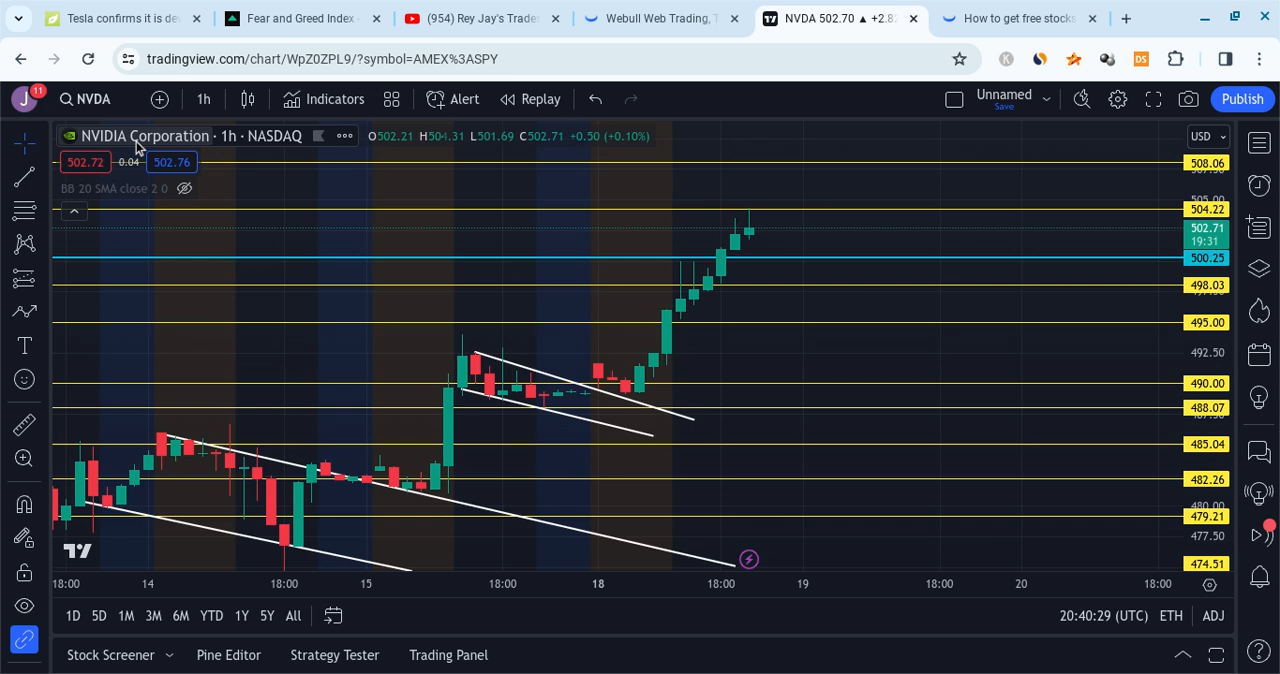 Tesla confirms it is de
Fear and Greed Index
(954) Rey Jay's Trade
Webull Web Trading,
NVDA 502.70 ▲ +2.82
How to get free stocks
tradingview.com/chart/WpZ0ZPL9/?symbol=AMEX%3ASPY
J 11 NVDA 1h Indicators Alert Replay Unnamed Save Publish
NVIDIA Corporation · 1h · NASDAQ O502.21 H504.31 L501.69 C502.71 +0.50 (+0.10%) USD
502.72 0.04 502.76
BB 20 SMA close 2 0
508.06
504.22
502.71
19:31
500.25
498.03
495.00
492.50
490.00
488.07
485.04
482.26
480.00
479.21
477.50
474.51
18:00 14 18:00 15 18:00 18 18:00 19 18:00 20 18:00
1D 5D 1M 3M 6M YTD 1Y 5Y All 20:40:29 (UTC) ETH ADJ
Stock Screener Pine Editor Strategy Tester Trading Panel